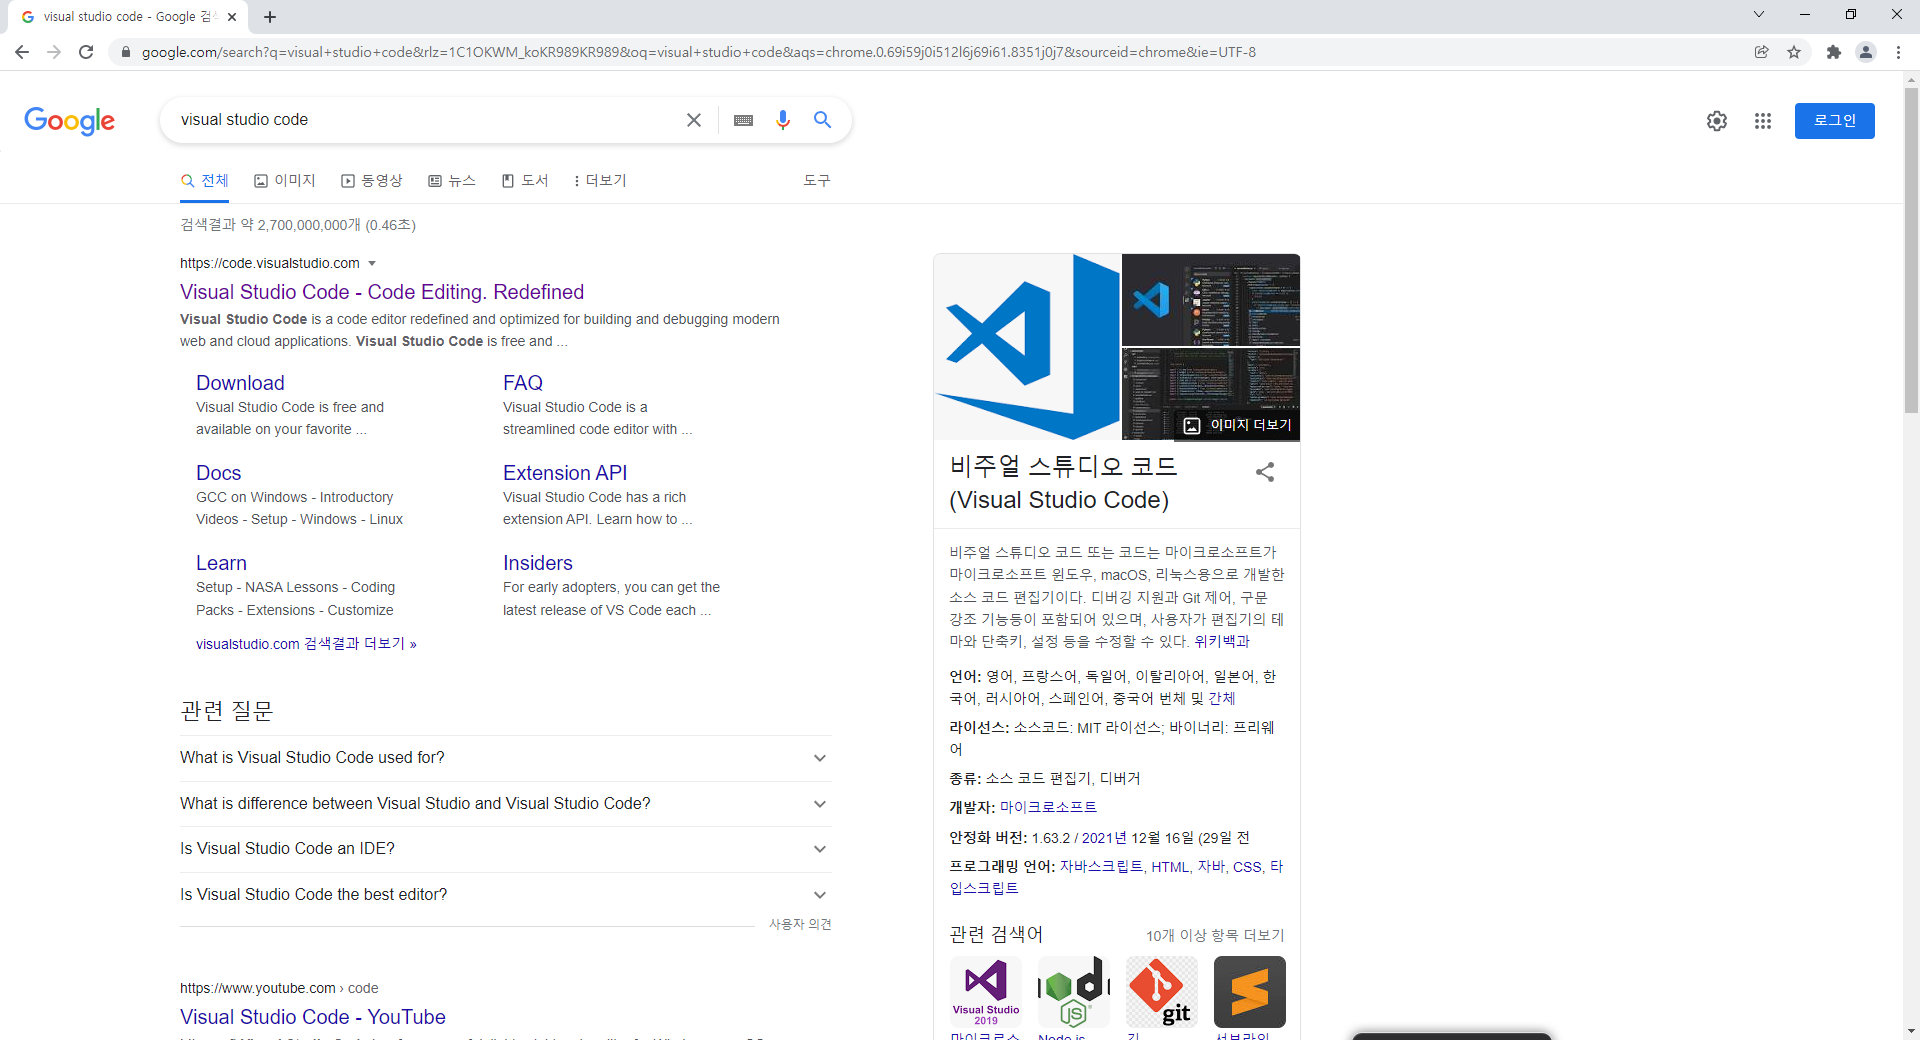 visual studio code - Google 검
google.com/search?q=visual+studio+code&rlz=1C1OKWM_koKR989KR989&oq=visual+studio+code&aqs=chrome.0.69i59j0i512l6j69i61.8351j0j7&sourceid=chrome&ie=UTF-8
Google
visual studio code
로그인
전체
이미지
동영상
뉴스
도서
더보기
도구
검색결과 약 2,700,000,000개 (0.46초)
https://code.visualstudio.com
Visual Studio Code - Code Editing. Redefined
Visual Studio Code is a code editor redefined and optimized for building and debugging modern
web and cloud applications. Visual Studio Code is free and ...
Download
Visual Studio Code is free and
available on your favorite ...
FAQ
Visual Studio Code is a
streamlined code editor with ...
Docs
GCC on Windows - Introductory
Videos - Setup - Windows - Linux
Extension API
Visual Studio Code has a rich
extension API. Learn how to ...
Learn
Setup - NASA Lessons - Coding
Packs - Extensions - Customize
Insiders
For early adopters, you can get the
latest release of VS Code each ...
visualstudio.com 검색결과 더보기 »
관련 질문
What is Visual Studio Code used for?
What is difference between Visual Studio and Visual Studio Code?
Is Visual Studio Code an IDE?
Is Visual Studio Code the best editor?
사용자 의견
https://www.youtube.com › code
Visual Studio Code - YouTube
이미지 더보기
비주얼 스튜디오 코드
(Visual Studio Code)
비주얼 스튜디오 코드 또는 코드는 마이크로소프트가
마이크로소프트 윈도우, macOS, 리눅스용으로 개발한
소스 코드 편집기이다. 디버깅 지원과 Git 제어, 구문
강조 기능등이 포함되어 있으며, 사용자가 편집기의 테
마와 단축키, 설정 등을 수정할 수 있다. 위키백과
언어: 영어, 프랑스어, 독일어, 이탈리아어, 일본어, 한
국어, 러시아어, 스페인어, 중국어 번체 및 간체
라이선스: 소스코드: MIT 라이선스; 바이너리: 프리웨
어
종류: 소스 코드 편집기, 디버거
개발자: 마이크로소프트
안정화 버전: 1.63.2 / 2021년 12월 16일 (29일 전
프로그래밍 언어: 자바스크립트, HTML, 자바, CSS, 타
입스크립트
관련 검색어
10개 이상 항목 더보기
Visual Studio
2019
node
JS
git
마이크로소
Node.js
깃
서브라임